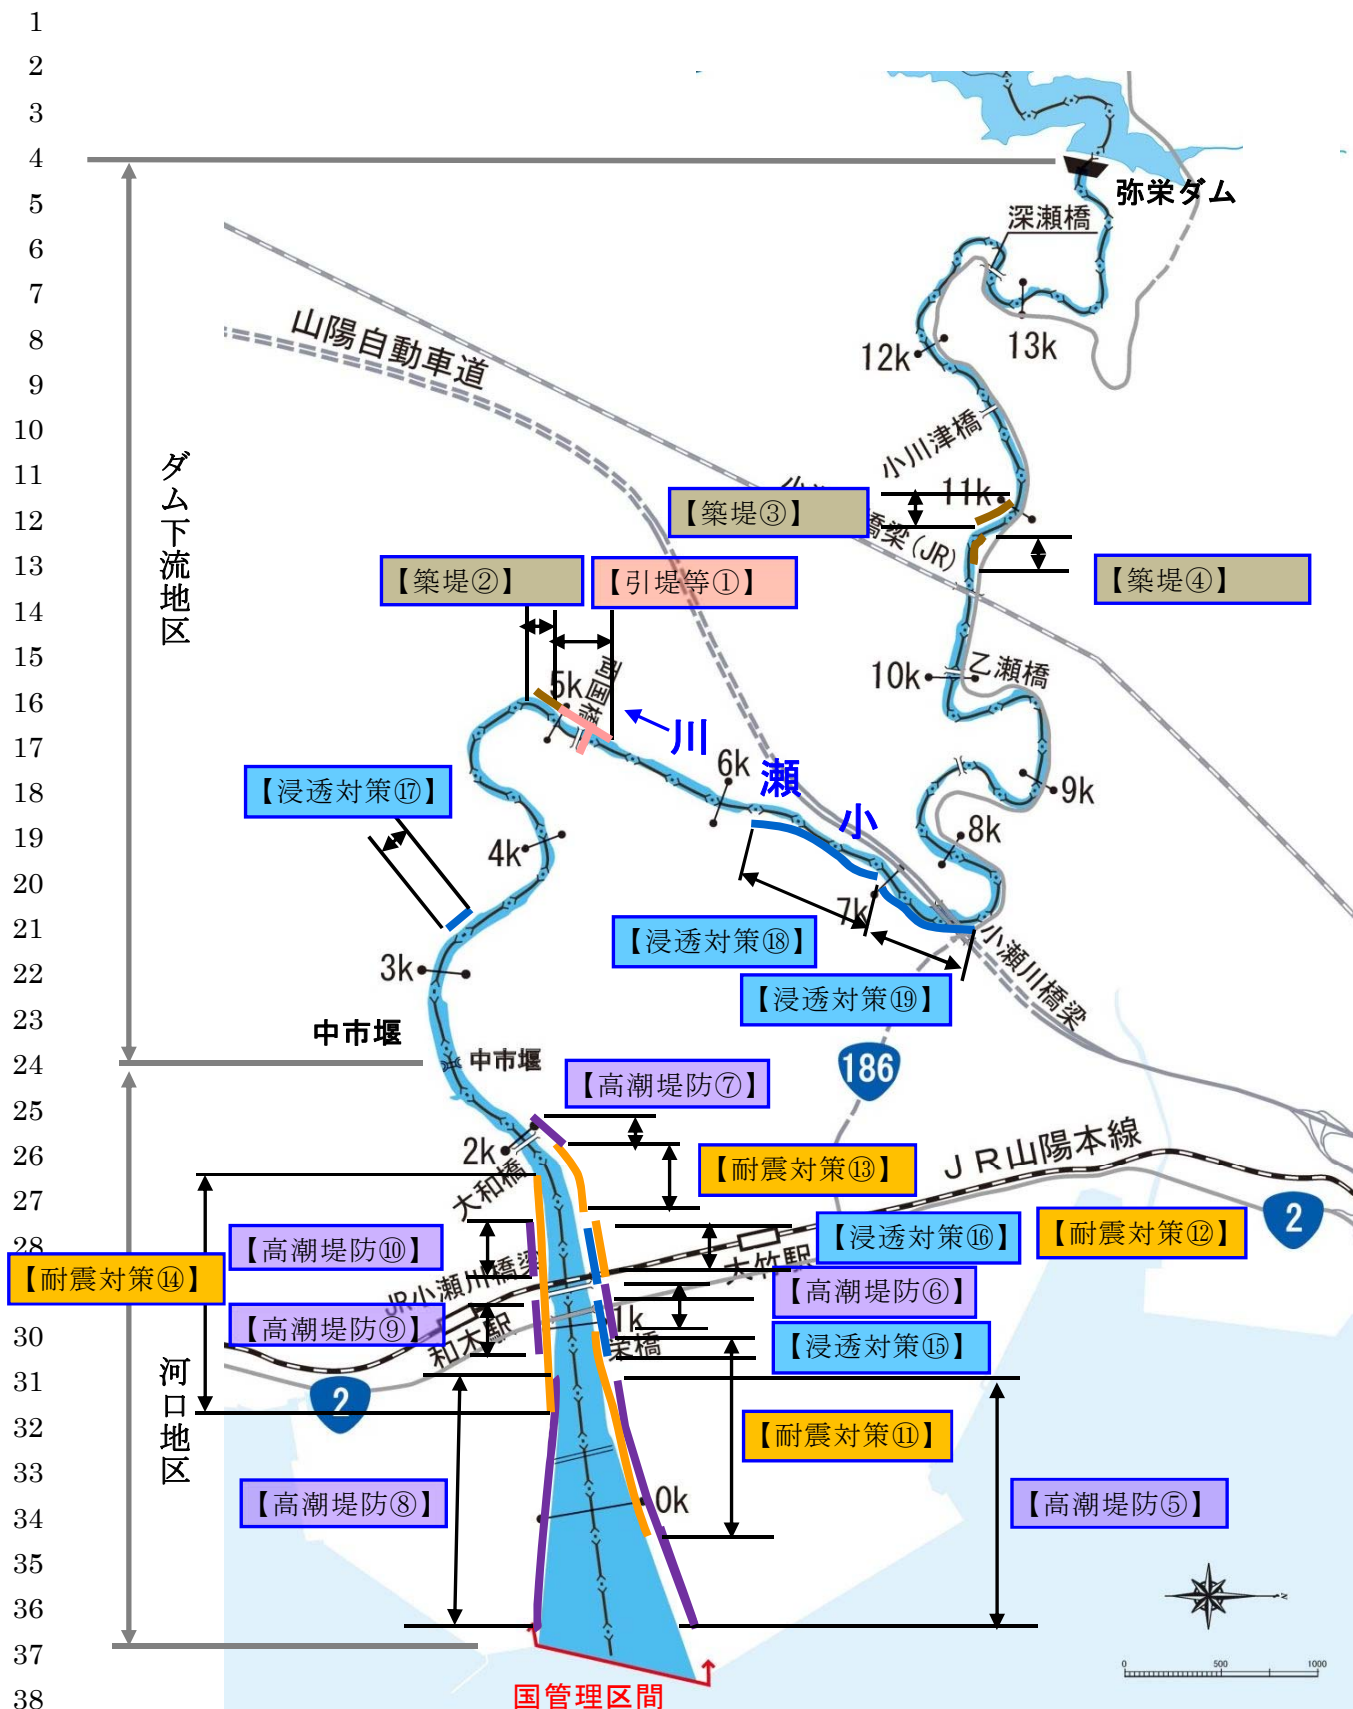 1
2
3
4
5
6
7
8
9
10
11
12
13
14
15
16
17
18
19
20
21
22
23
24
25
26
27
28
30
31
32
33
34
35
36
37
38
弥栄ダム
深瀬橋
13k
12k
山陽自動車道
小川津橋
11k
橋梁(JR)
【築堤③】
【築堤④】
【築堤②】
【引堤等①】
ダム下流地区
5k
両国橋
10k
乙瀬橋
小瀬川
6k
9k
8k
【浸透対策⑰】
4k
7k
【浸透対策⑱】
【浸透対策⑲】
小瀬川橋梁
3k
中市堰
中市堰
186
【高潮堤防⑦】
2k
大和橋
【耐震対策⑬】
JR山陽本線
2
【高潮堤防⑩】
【浸透対策⑯】
【耐震対策⑫】
【耐震対策⑭】
JR小瀬川橋梁
大竹駅
【高潮堤防⑥】
【高潮堤防⑨】
和木駅
1k
栄橋
【浸透対策⑮】
河口地区
2
【耐震対策⑪】
【高潮堤防⑧】
0k
【高潮堤防⑤】
N
0 500 1000
国管理区間